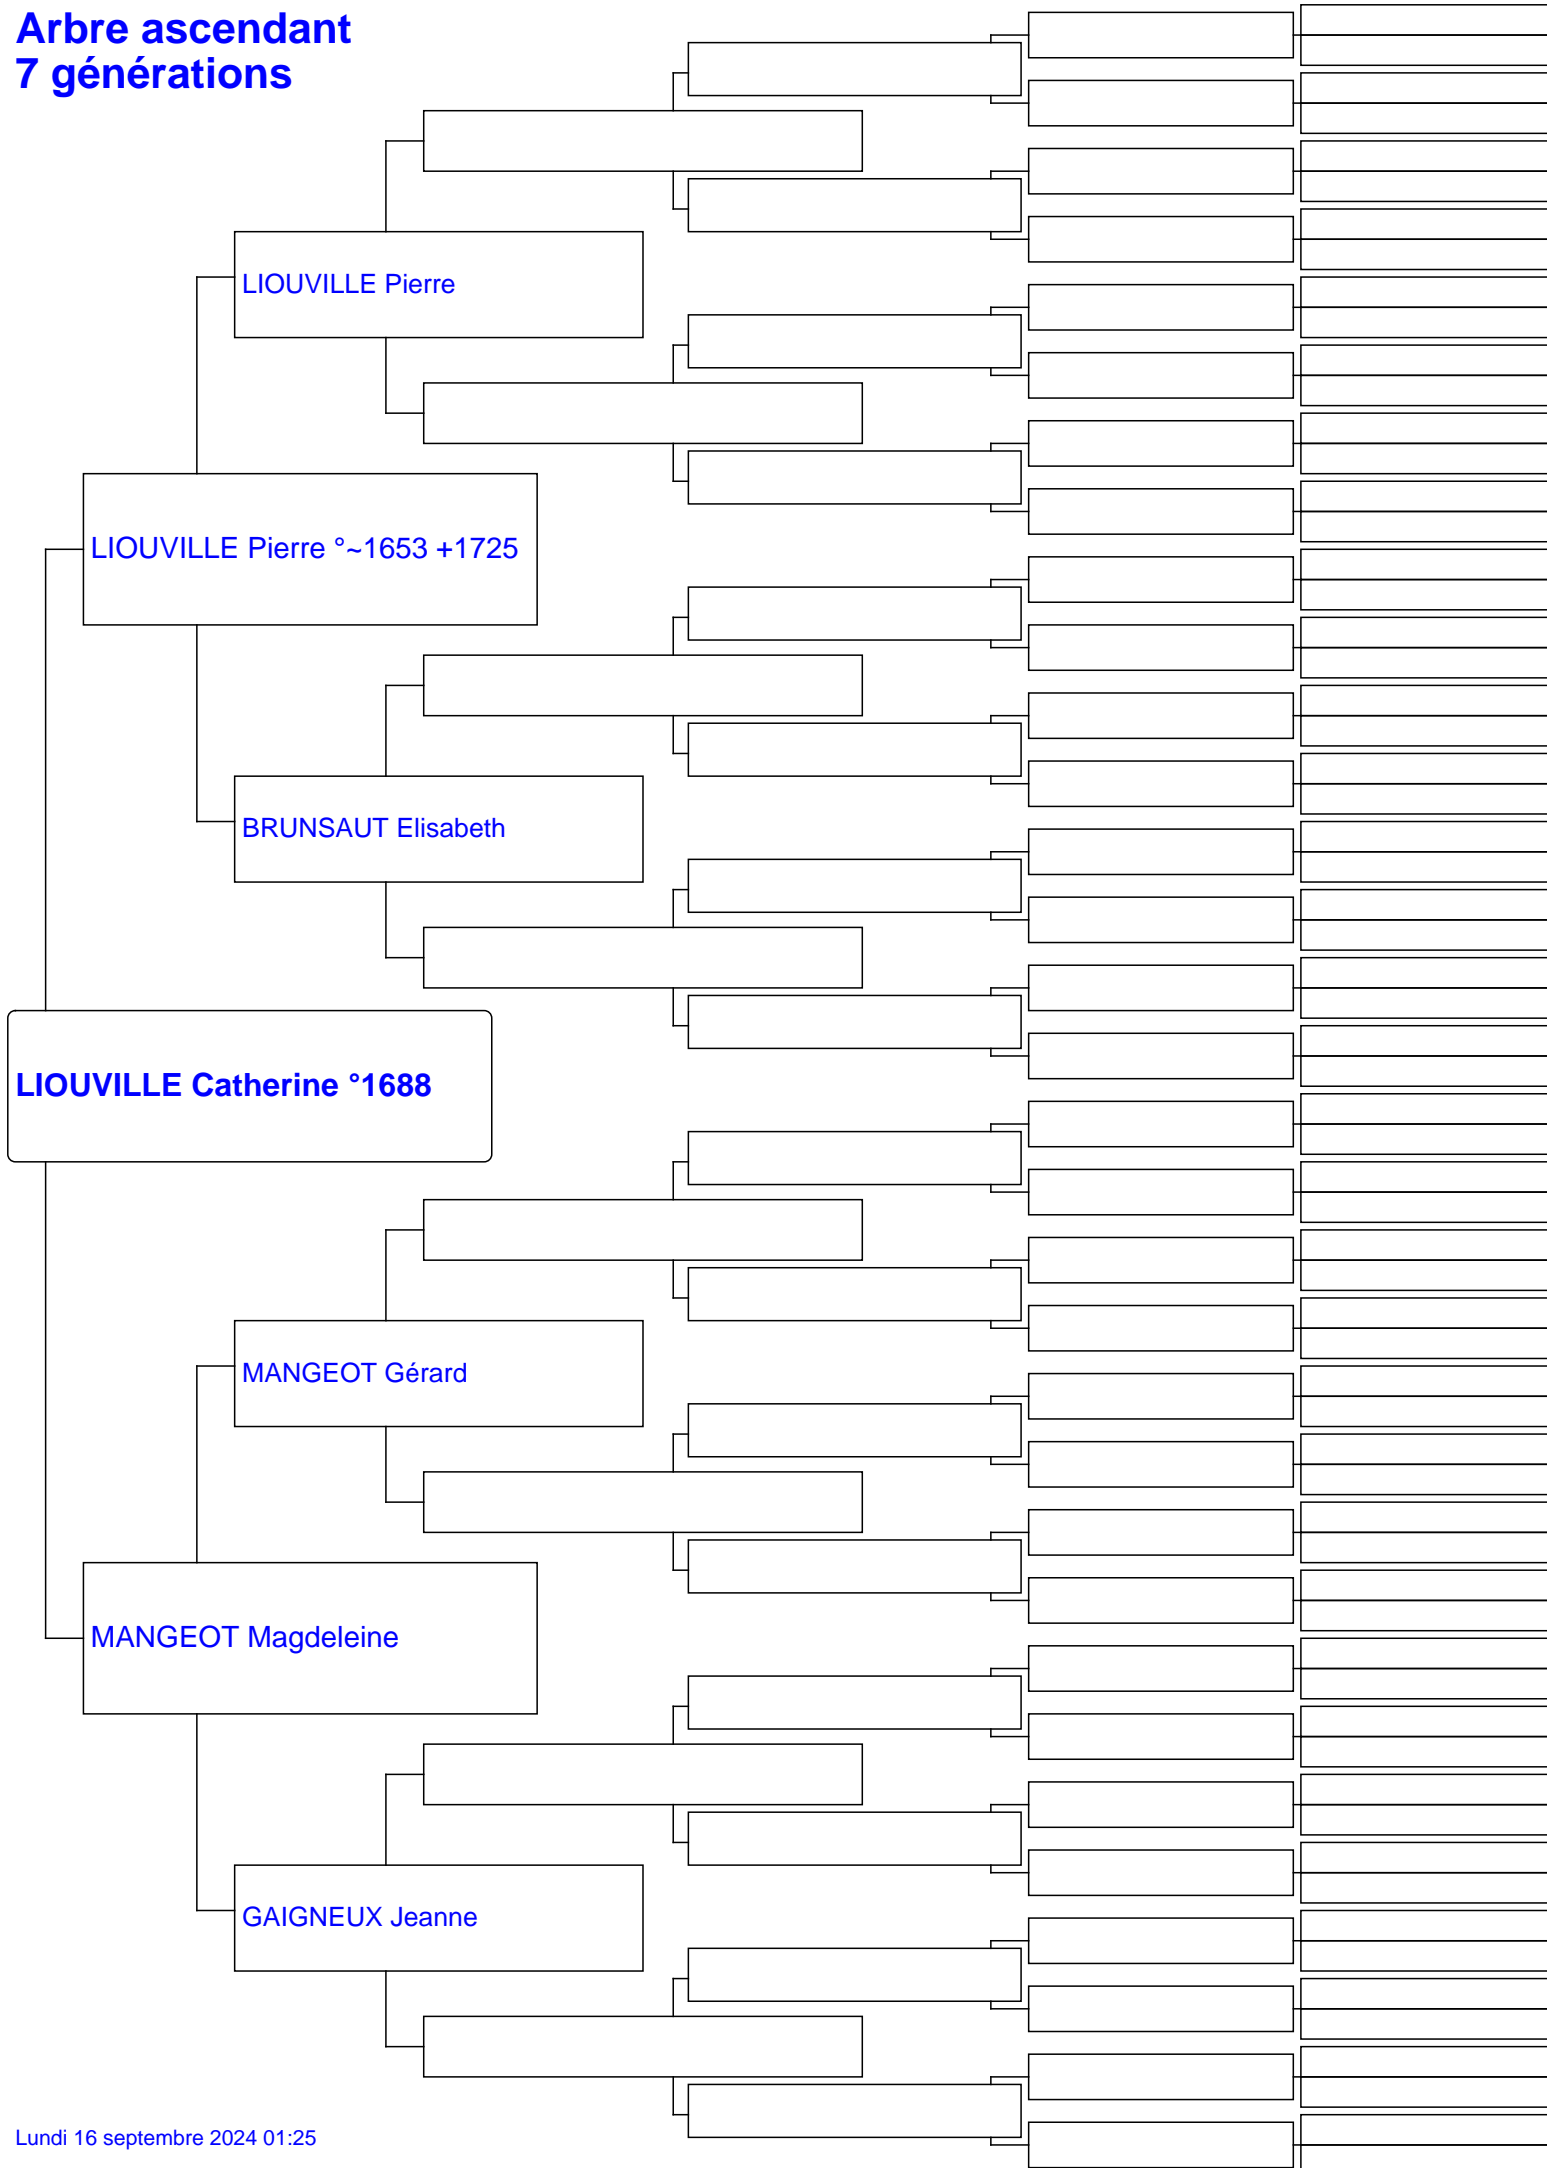 Arbre ascendant
7 générations
LIOUVILLE Pierre
LIOUVILLE Pierre °~1653 +1725
BRUNSAUT Elisabeth
LIOUVILLE Catherine °1688
MANGEOT Gérard
MANGEOT Magdeleine
GAIGNEUX Jeanne
Lundi 16 septembre 2024 01:25